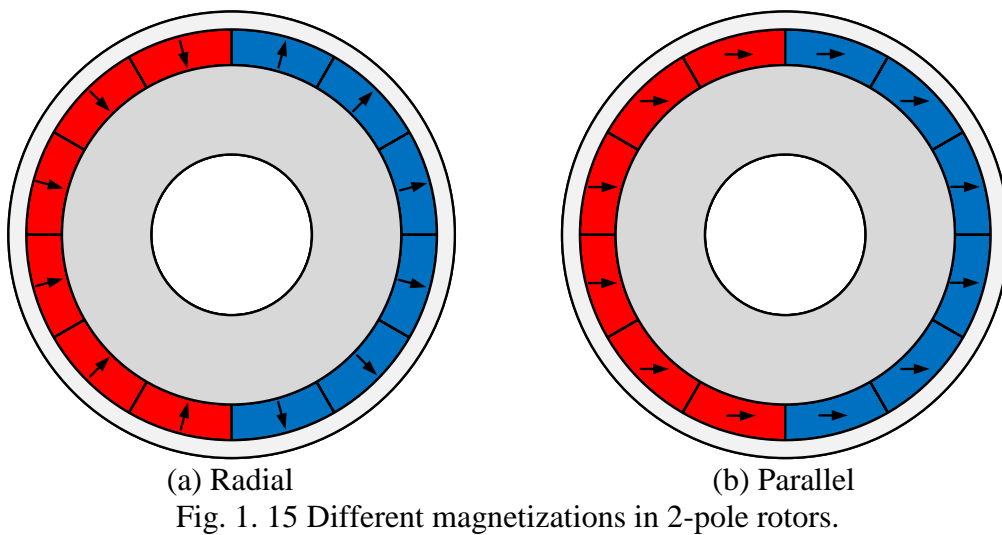 (a) Radial
(b) Parallel
Fig. 1. 15 Different magnetizations in 2-pole rotors.